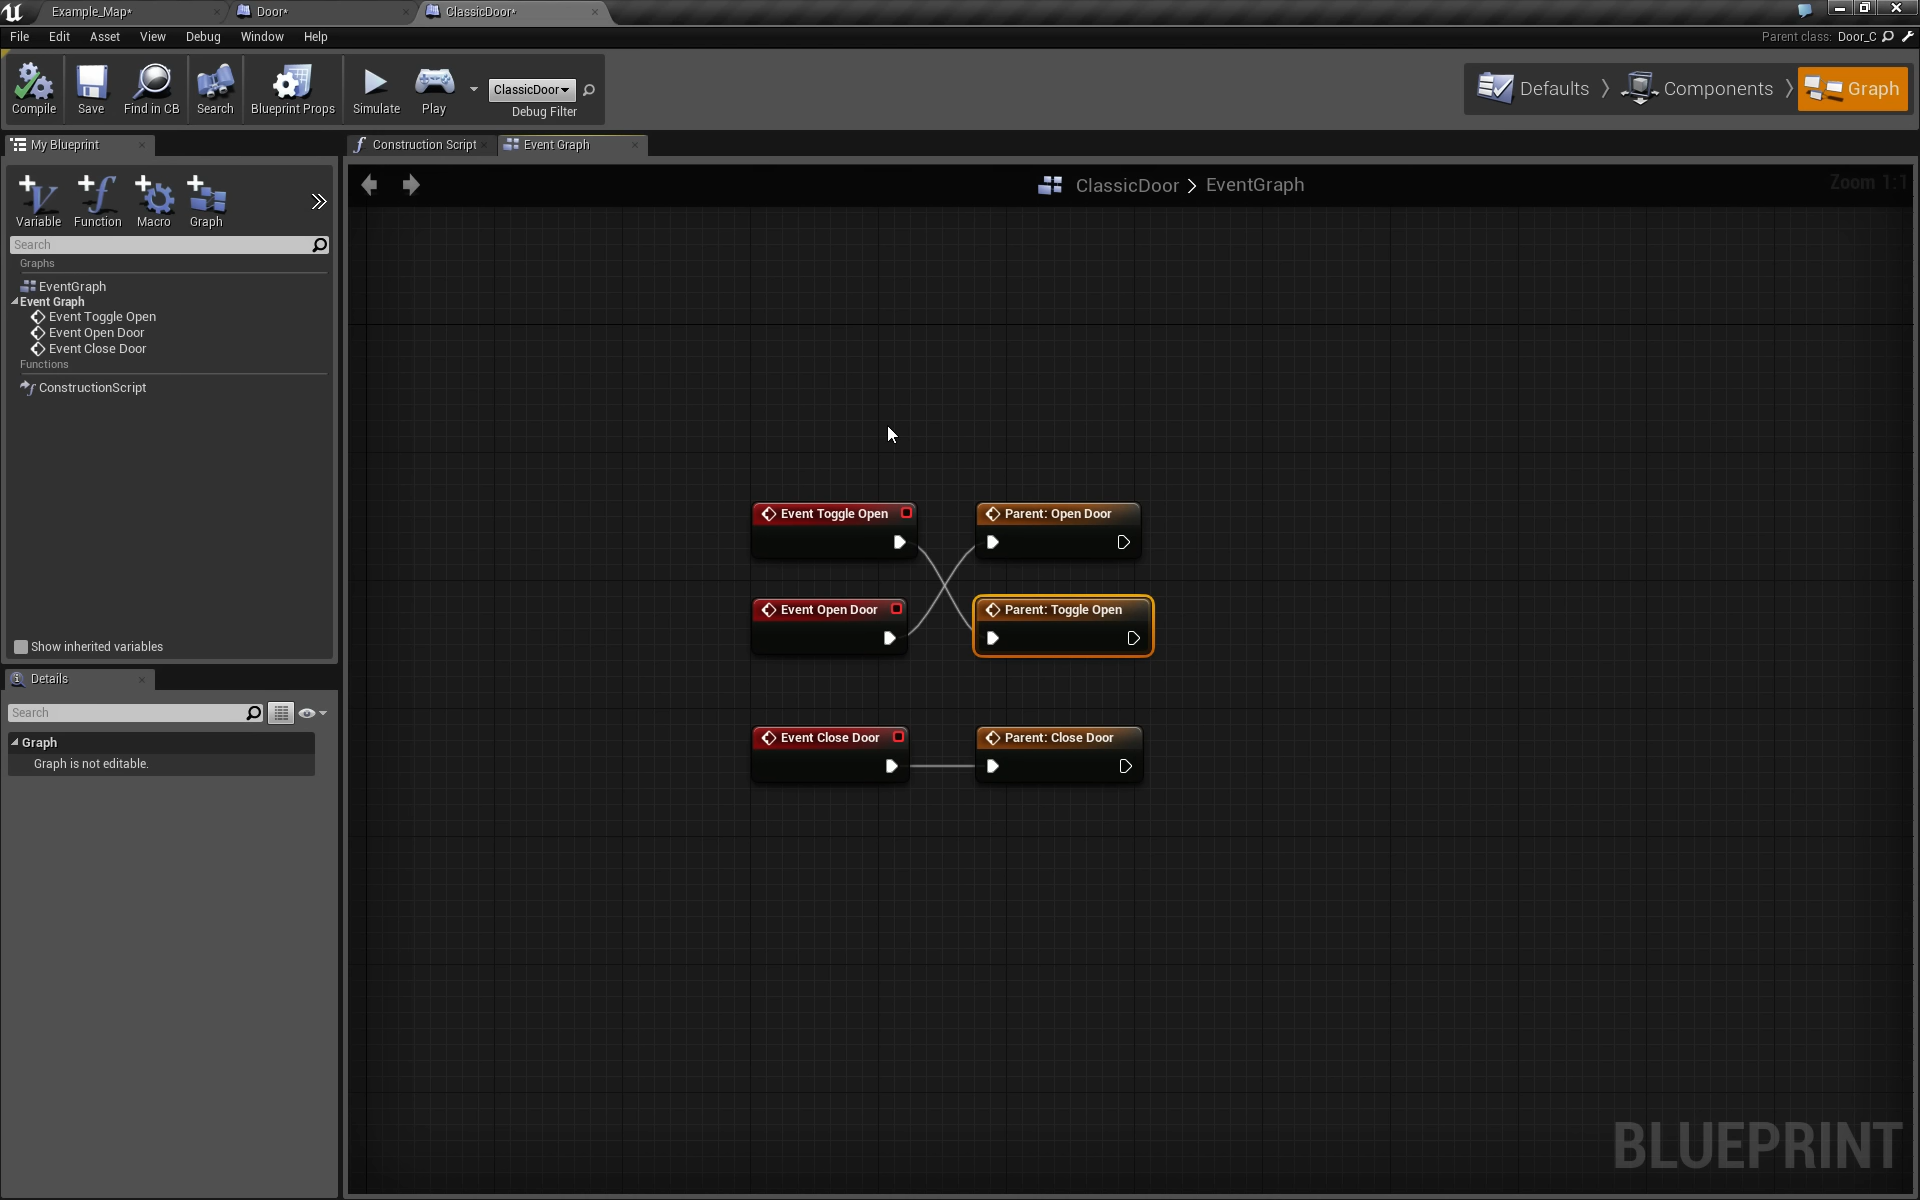 Example_Map*
Door*
ClassicDoor*
File Edit Asset View Debug Window Help
Parent class: Door_C
Compile Save Find in CB Search Blueprint Props Simulate Play
ClassicDoor
Debug Filter
Defaults Components Graph
My Blueprint
Construction Script
Event Graph
Variable Function Macro Graph
ClassicDoor > EventGraph
Zoom 1:1
Search
Graphs
EventGraph
Event Graph
Event Toggle Open
Event Open Door
Event Close Door
Functions
ConstructionScript
Event Toggle Open
Parent: Open Door
Event Open Door
Parent: Toggle Open
Event Close Door
Parent: Close Door
Show inherited variables
Details
Search
Graph
Graph is not editable.
BLUEPRINT